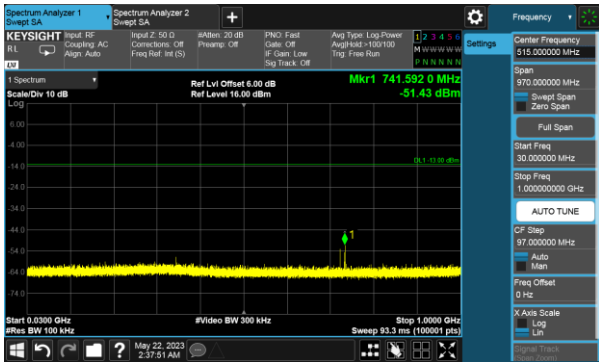 Spectrum Analyzer 1
Swept SA
Spectrum Analyzer 2
Swept SA
+
Frequency
KEYSIGHT
RL
LXI
Input: RF
Coupling: AC
Align: Auto
Input Z: 50 Ω
Corrections: Off
Freq Ref: Int (S)
#Atten: 20 dB
Preamp: Off
PNO: Fast
Gate: Off
IF Gain: Low
Sig Track: Off
Avg Type: Log-Power
Avg|Hold:>100/100
Trig: Free Run
1 2 3 4 5 6
M W W W W W
P N N N N N
Settings
1 Spectrum
Scale/Div 10 dB
Ref Lvl Offset 6.00 dB
Ref Level 16.00 dBm
Mkr1 741.592 0 MHz
-51.43 dBm
Log
6.00
-4.00
-14.0
-24.0
-34.0
-44.0
-54.0
-64.0
-74.0
DL1 -13.00 dBm
1
Start 0.0300 GHz
#Res BW 100 kHz
#Video BW 300 kHz
Stop 1.0000 GHz
Sweep 93.3 ms (10001 pts)
Center Frequency
515.000000 MHz
Span
970.000000 MHz
Swept Span
Zero Span
Full Span
Start Freq
30.000000 MHz
Stop Freq
1.000000000 GHz
AUTO TUNE
CF Step
97.000000 MHz
Auto
Man
Freq Offset
0 Hz
X Axis Scale
Log
Lin
Signal Track
(Span Zoom)
?
May 22, 2023
2:37:51 AM